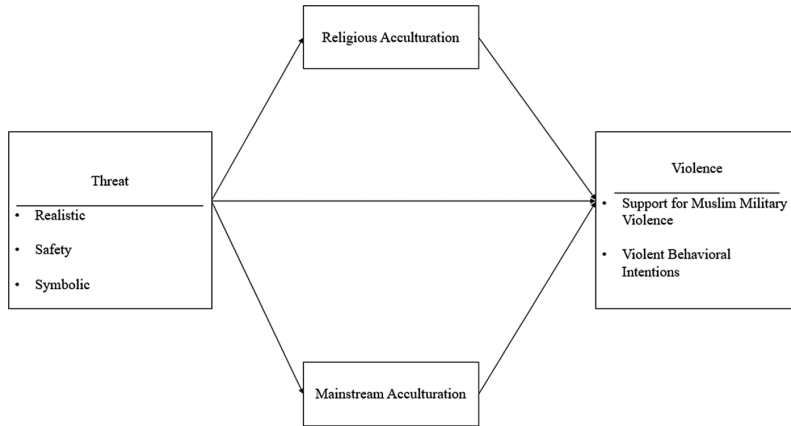 Religious Acculturation
Threat
• Realistic
• Safety
• Symbolic
Violence
• Support for Muslim Military
Violence
• Violent Behavioral
Intentions
Mainstream Acculturation